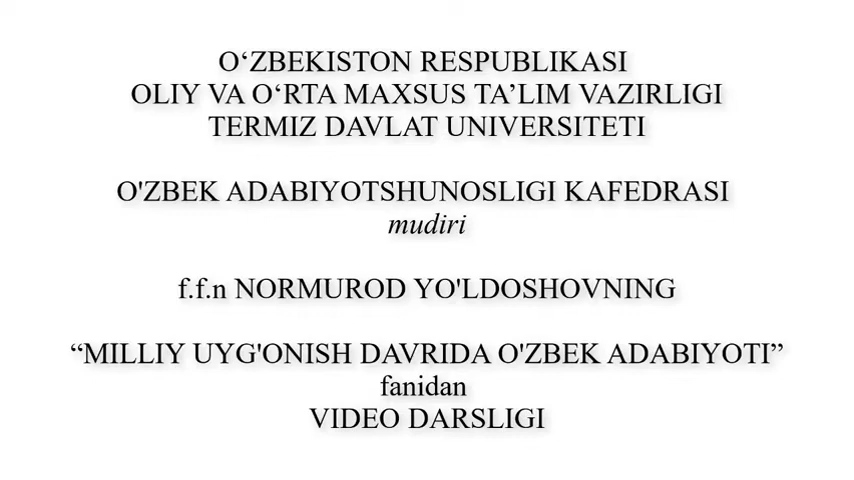 O‘ZBEKISTON RESPUBLIKASI
OLIY VA O‘RTA MAXSUS TA’LIM VAZIRLIGI
TERMIZ DAVLAT UNIVERSITETI
O'ZBEK ADABIYOTSHUNOSLIGI KAFEDRASI
mudiri
f.f.n NORMUROD YO'LDOSHOVNING
“MILLIY UYG'ONISH DAVRIDA O'ZBEK ADABIYOTI”
fanidan
VIDEO DARSLIGI